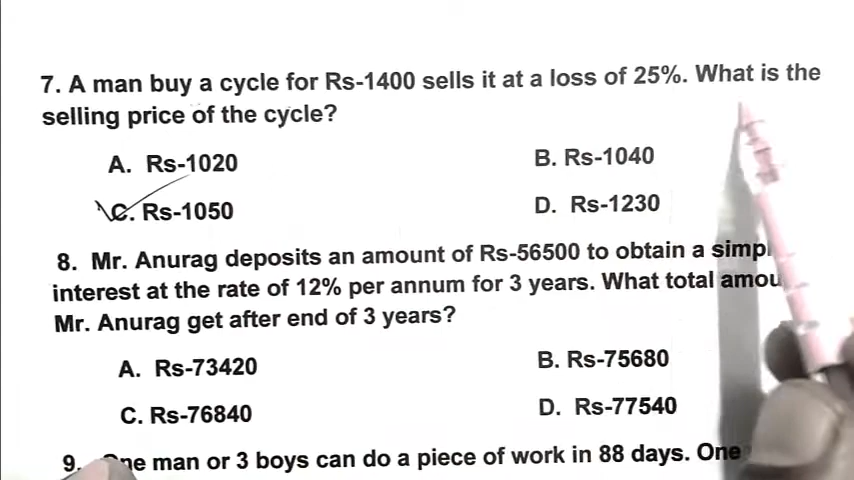 7. A man buy a cycle for Rs-1400 sells it at a loss of 25%. What is the
selling price of the cycle?
A. Rs-1020
B. Rs-1040
C. Rs-1050
D. Rs-1230
8. Mr. Anurag deposits an amount of Rs-56500 to obtain a
interest at the rate of 12% per annum for 3 years. What total
Mr. Anurag get after end of 3 years?
A. Rs-73420
B. Rs-75680
C. Rs-76840
D. Rs-77540
9. One man or 3 boys can do a piece of work in 88 days. One